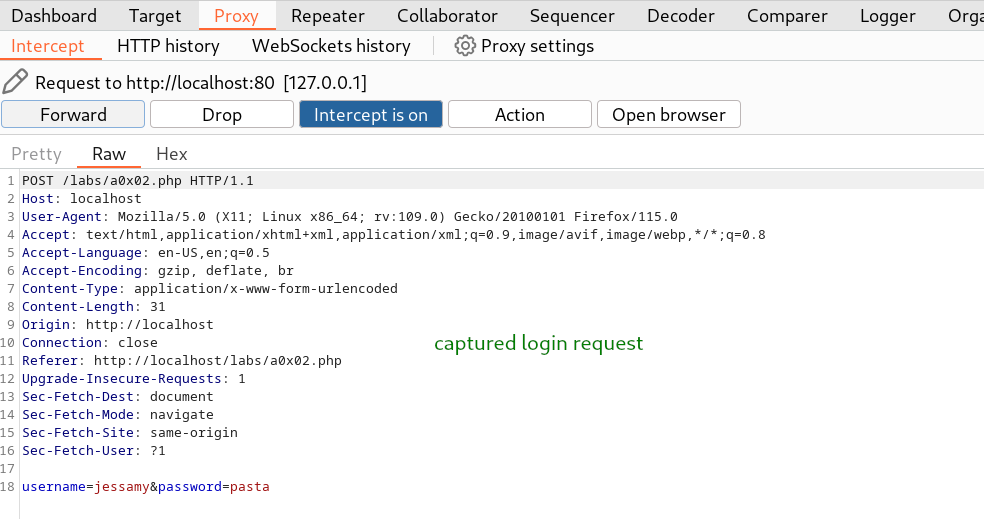 Dashboard Target Proxy Repeater Collaborator Sequencer Decoder Comparer Logger Orga
Intercept HTTP history WebSockets history Proxy settings
Request to http://localhost:80 [127.0.0.1]
Forward Drop Intercept is on Action Open browser
Pretty Raw Hex
1 POST /labs/a0x02.php HTTP/1.1
2 Host: localhost
3 User-Agent: Mozilla/5.0 (X11; Linux x86_64; rv:109.0) Gecko/20100101 Firefox/115.0
4 Accept: text/html,application/xhtml+xml,application/xml;q=0.9,image/avif,image/webp,*/*;q=0.8
5 Accept-Language: en-US,en;q=0.5
6 Accept-Encoding: gzip, deflate, br
7 Content-Type: application/x-www-form-urlencoded
8 Content-Length: 31
9 Origin: http://localhost
10 Connection: close
captured login request
11 Referer: http://localhost/labs/a0x02.php
12 Upgrade-Insecure-Requests: 1
13 Sec-Fetch-Dest: document
14 Sec-Fetch-Mode: navigate
15 Sec-Fetch-Site: same-origin
16 Sec-Fetch-User: ?1
17
18 username=jessamy&password=pasta